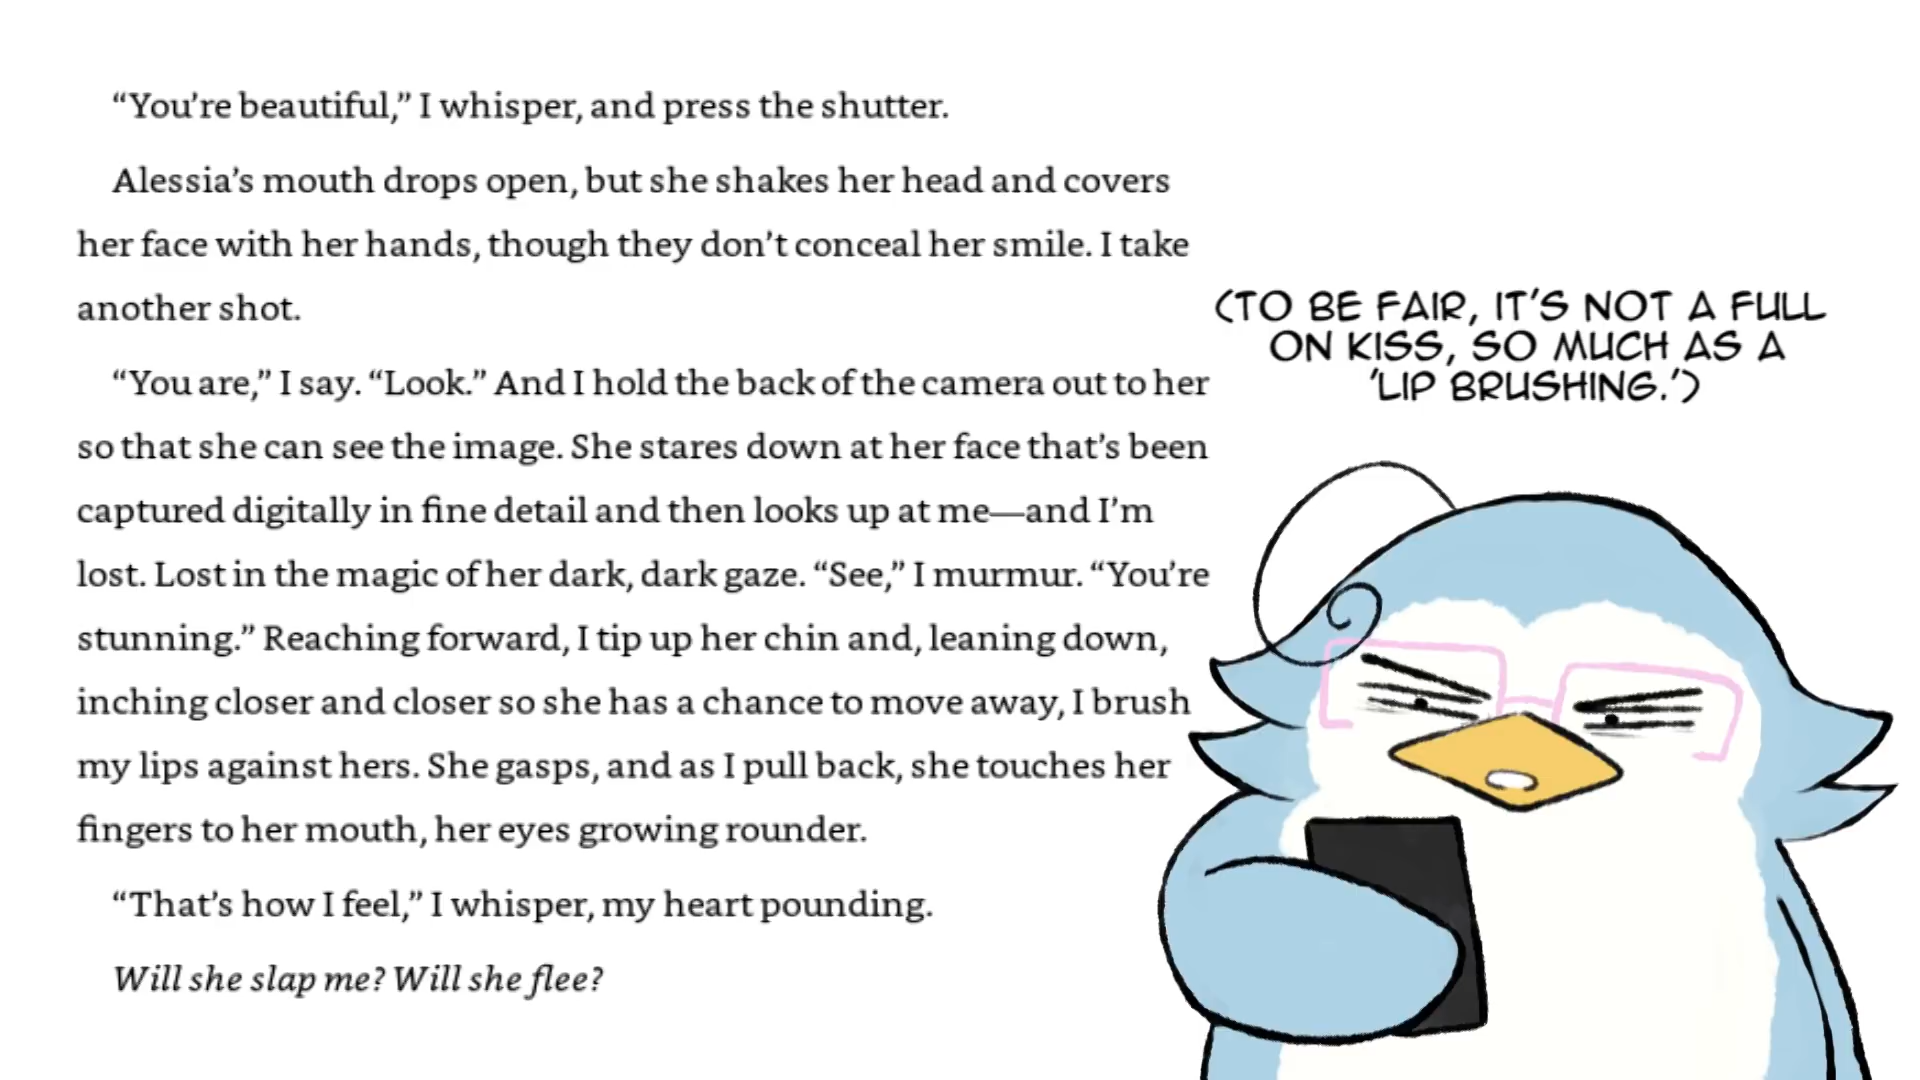 “You’re beautiful,” I whisper, and press the shutter.
Alessia’s mouth drops open, but she shakes her head and covers
her face with her hands, though they don’t conceal her smile. I take
another shot.
“You are,” I say. “Look.” And I hold the back of the camera out to her
so that she can see the image. She stares down at her face that’s been
captured digitally in fine detail and then looks up at me—and I’m
lost. Lost in the magic of her dark, dark gaze. “See,” I murmur. “You’re
stunning.” Reaching forward, I tip up her chin and, leaning down,
inching closer and closer so she has a chance to move away, I brush
my lips against hers. She gasps, and as I pull back, she touches her
fingers to her mouth, her eyes growing rounder.
“That’s how I feel,” I whisper, my heart pounding.
Will she slap me? Will she flee?
(TO BE FAIR, IT'S NOT A FULL
ON KISS, SO MUCH AS A
'LIP BRUSHING.')